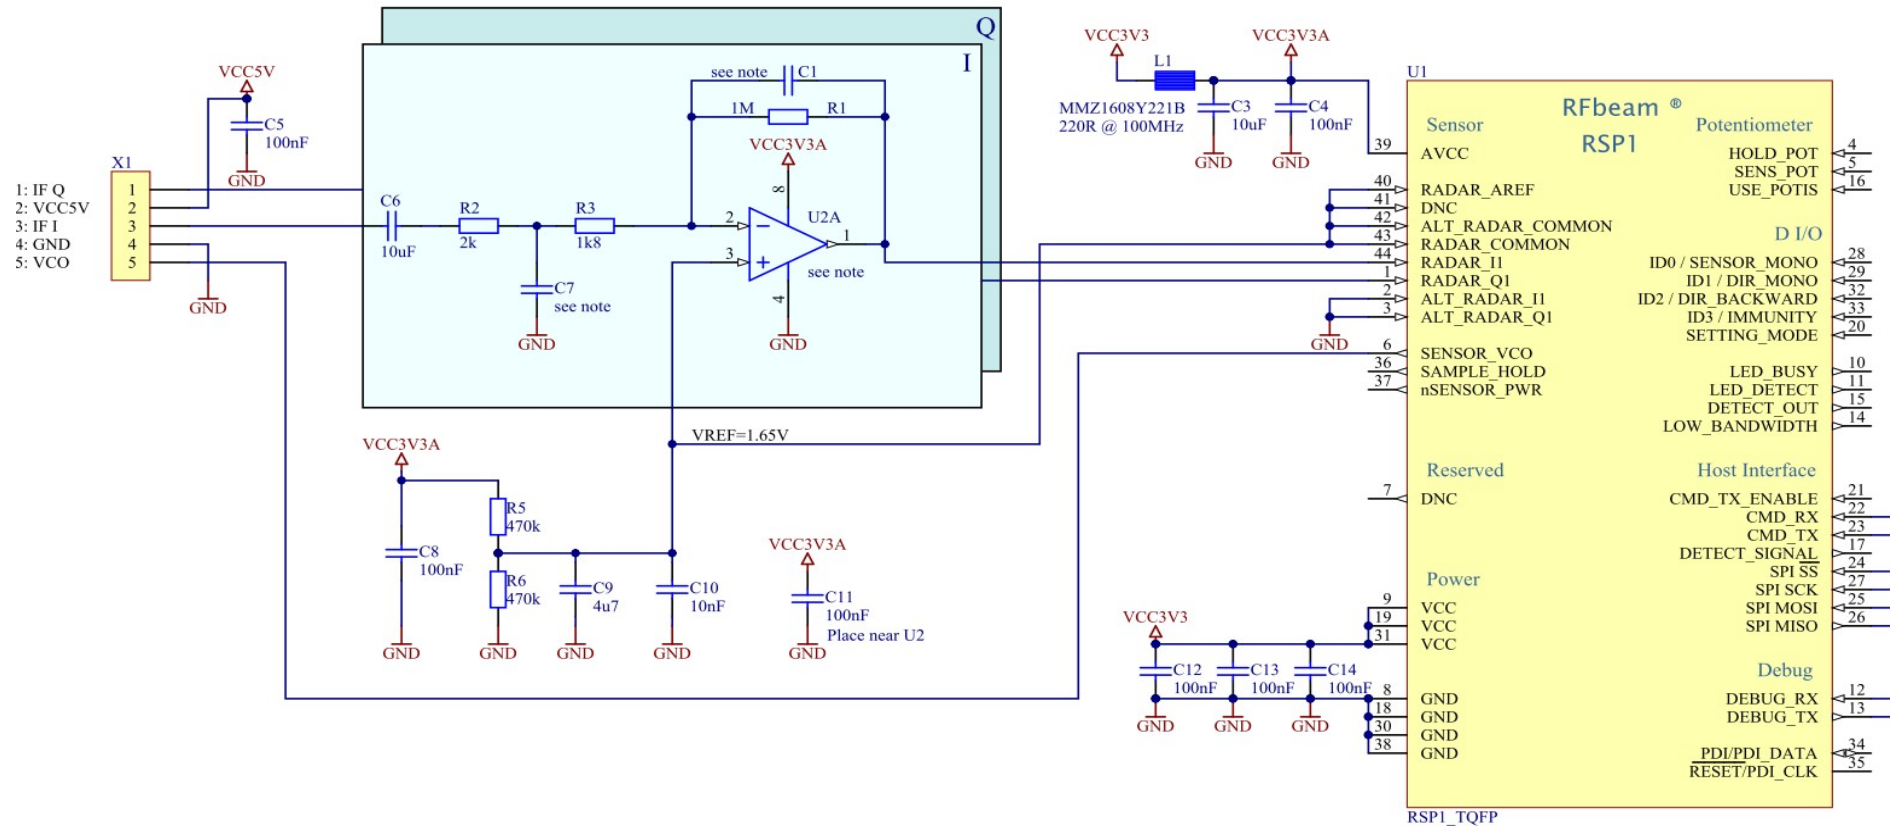 Q
I
VCC5V
C5
100nF
GND
X1
1: IF Q
2: VCC5V
3: IF I
4: GND
5: VCO
1
2
3
4
5
GND
C6
10uF
R2
2k
R3
1k8
C7
see note
GND
see note
C1
1M
R1
VCC3V3A
8
U2A
2
3
1
see note
4
GND
VREF=1.65V
VCC3V3A
C8
100nF
GND
R5
470k
R6
470k
GND
C9
4u7
GND
C10
10nF
GND
VCC3V3A
C11
100nF
Place near U2
GND
VCC3V3
L1
MMZ1608Y221B
220R @ 100MHz
VCC3V3A
C3
10uF
GND
C4
100nF
GND
GND
VCC3V3
C12
100nF
GND
C13
100nF
GND
C14
100nF
GND
U1
RFbeam ®
RSP1
Sensor
39 AVCC
40 RADAR_AREF
41 DNC
42 ALT_RADAR_COMMON
43 RADAR_COMMON
44 RADAR_I1
1 RADAR_Q1
2 ALT_RADAR_I1
3 ALT_RADAR_Q1
6 SENSOR_VCO
36 SAMPLE_HOLD
37 nSENSOR_PWR
Reserved
7 DNC
Power
9 VCC
19 VCC
31 VCC
8 GND
18 GND
30 GND
38 GND
Potentiometer
HOLD_POT 4
SENS_POT 5
USE_POTIS 16
D I/O
ID0 / SENSOR_MONO 28
ID1 / DIR_MONO 29
ID2 / DIR_BACKWARD 32
ID3 / IMMUNITY 33
SETTING_MODE 20
LED_BUSY 10
LED_DETECT 11
DETECT_OUT 15
LOW_BANDWIDTH 14
Host Interface
CMD_TX_ENABLE 21
CMD_RX 22
CMD_TX 23
DETECT_SIGNAL 17
SPI SS 24
SPI SCK 27
SPI MOSI 25
SPI MISO 26
Debug
DEBUG_RX 12
DEBUG_TX 13
PDI/PDI_DATA 34
RESET/PDI_CLK 35
RSP1_TQFP